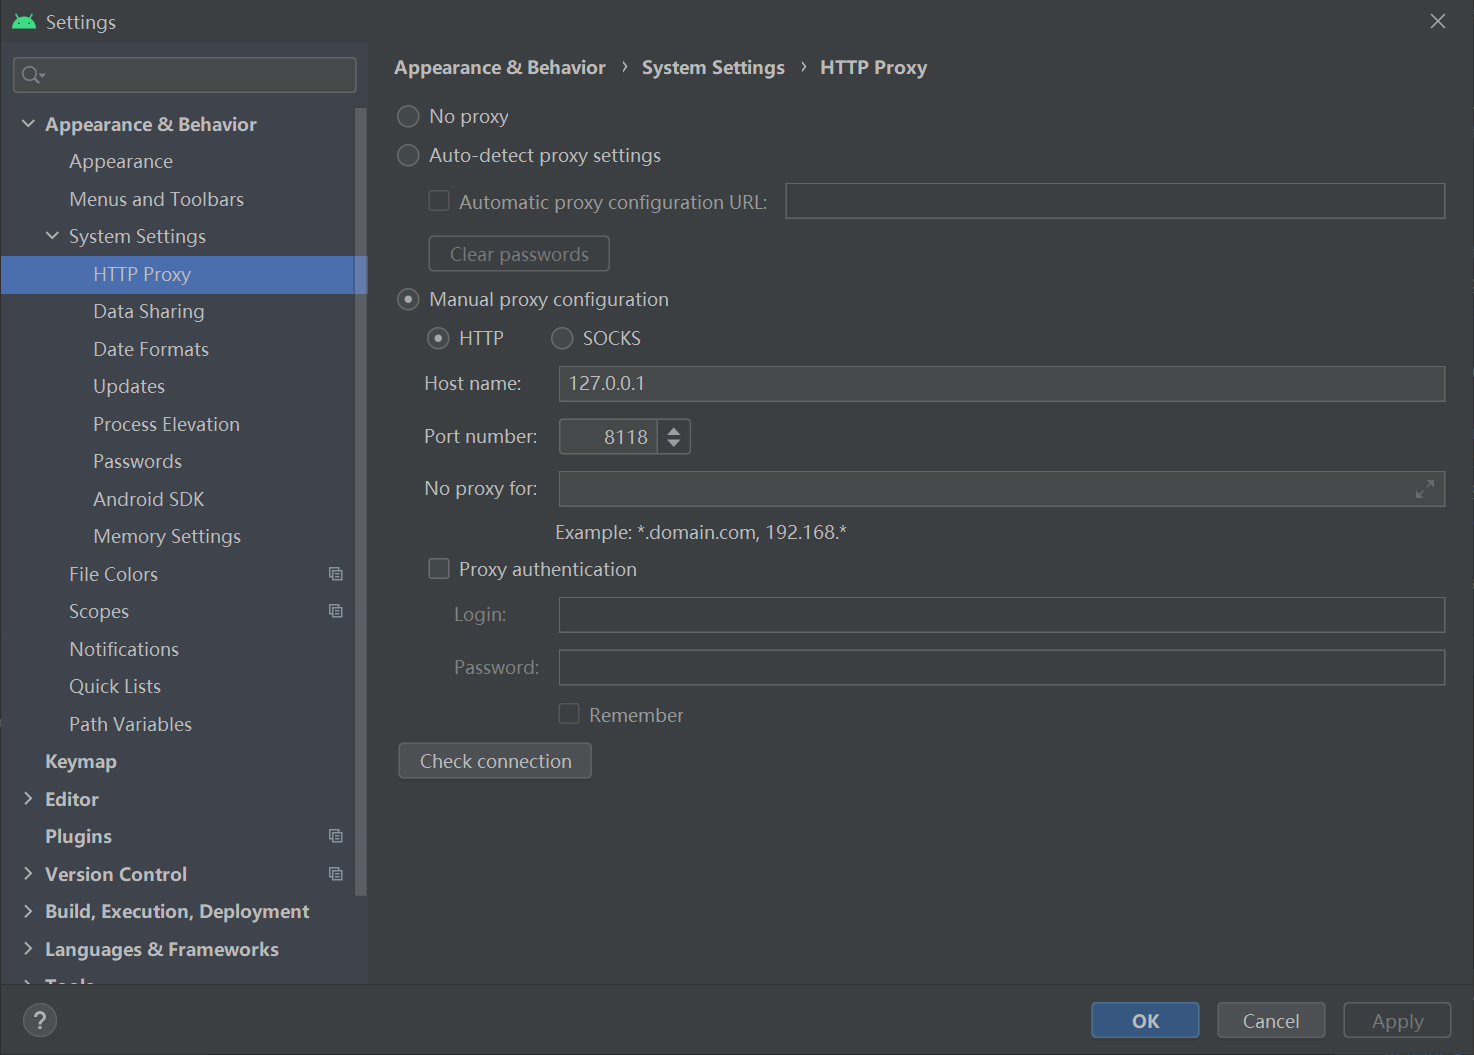 Settings
Appearance & Behavior
Appearance
Menus and Toolbars
System Settings
HTTP Proxy
Data Sharing
Date Formats
Updates
Process Elevation
Passwords
Android SDK
Memory Settings
File Colors
Scopes
Notifications
Quick Lists
Path Variables
Keymap
Editor
Plugins
Version Control
Build, Execution, Deployment
Languages & Frameworks
Tools
Appearance & Behavior › System Settings › HTTP Proxy
No proxy
Auto-detect proxy settings
Automatic proxy configuration URL:
Clear passwords
Manual proxy configuration
HTTP SOCKS
Host name: 127.0.0.1
Port number: 8118
No proxy for:
Example: *.domain.com, 192.168.*
Proxy authentication
Login:
Password:
Remember
Check connection
? OK Cancel Apply